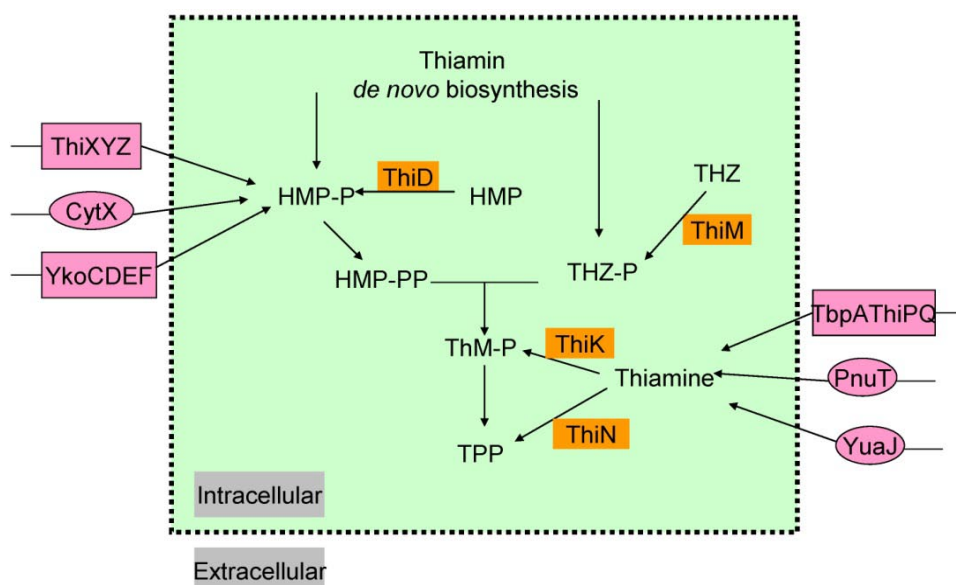 Thiamin
de novo biosynthesis
ThiXYZ
ThiD
THZ
CytX
HMP-P
HMP
ThiM
YkoCDEF
HMP-PP
THZ-P
TbpAThiPQ
ThM-P
ThiK
Thiamine
PnuT
ThiN
YuaJ
TPP
Intracellular
Extracellular